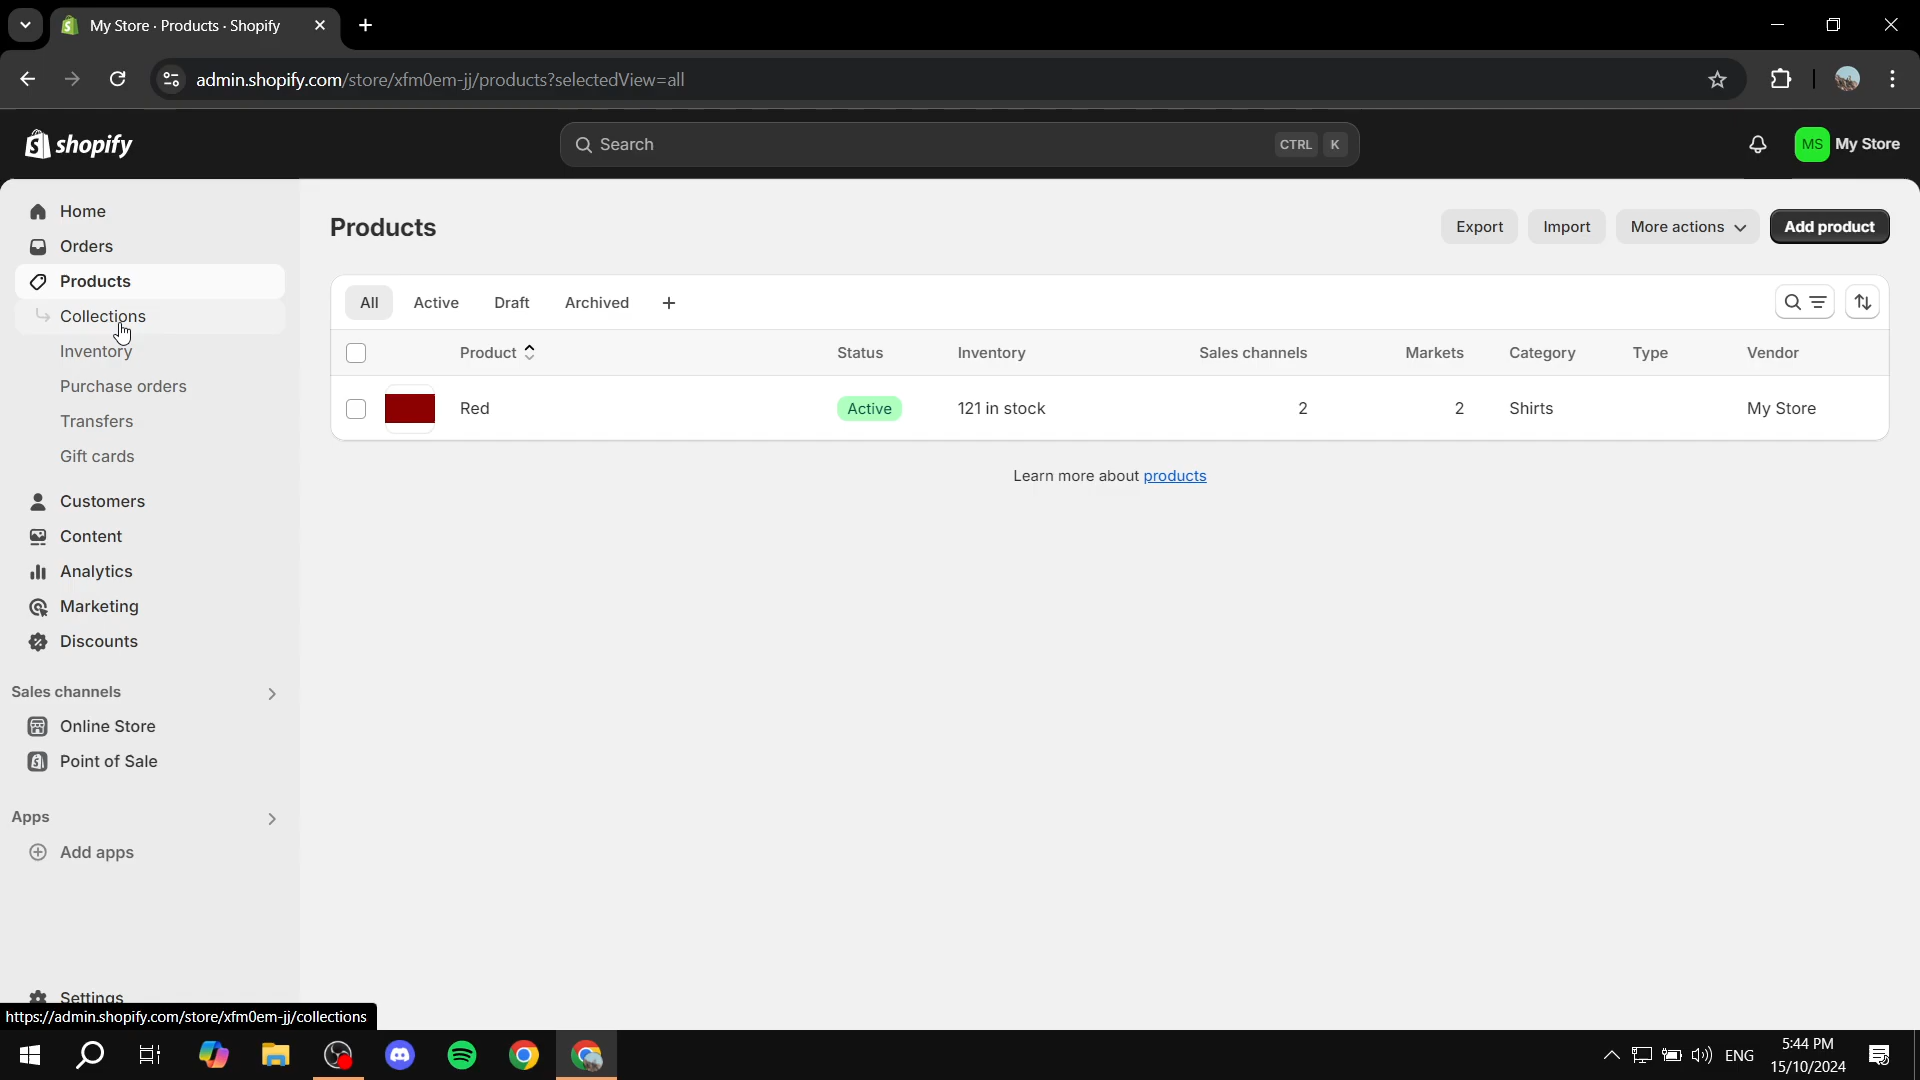 My Store · Products · Shopify
admin.shopify.com/store/xfm0em-jj/products?selectedView=all
shopify
Search
CTRL K
MS My Store
Home
Orders
Products
Collections
Inventory
Purchase orders
Transfers
Gift cards
Customers
Content
Analytics
Marketing
Discounts
Sales channels
Online Store
Point of Sale
Apps
Add apps
Settings
https://admin.shopify.com/store/xfm0em-jj/collections
Products
Export Import More actions Add product
All Active Draft Archived +
Product Status Inventory Sales channels Markets Category Type Vendor
Red Active 121 in stock 2 2 Shirts My Store
Learn more about products
ENG
5:44 PM
15/10/2024